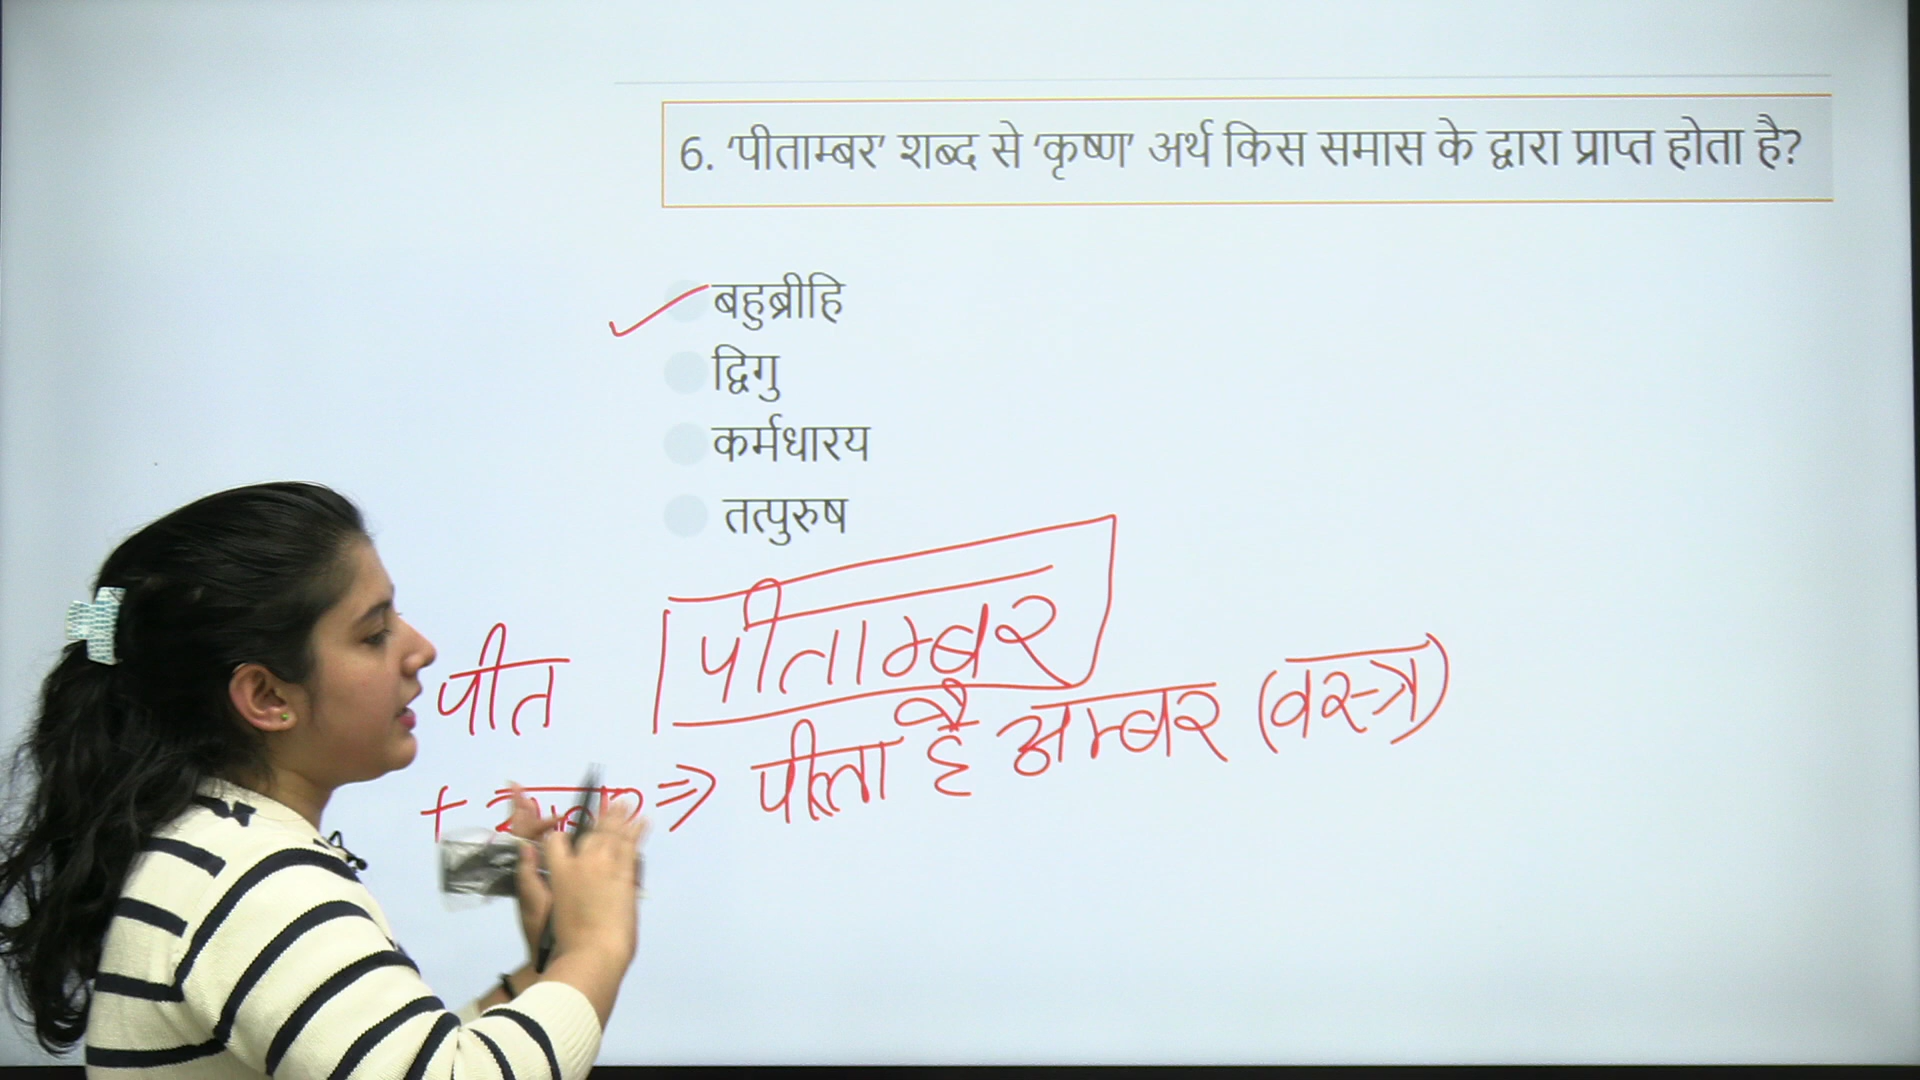 6. ‘पीताम्बर’ शब्द से ‘कृष्ण’ अर्थ किस समास के द्वारा प्राप्त होता है?
बहुब्रीहि
द्विगु
कर्मधारय
तत्पुरुष
पीताम्बर
पीत
+ => पीला है अम्बर (वस्त्र)